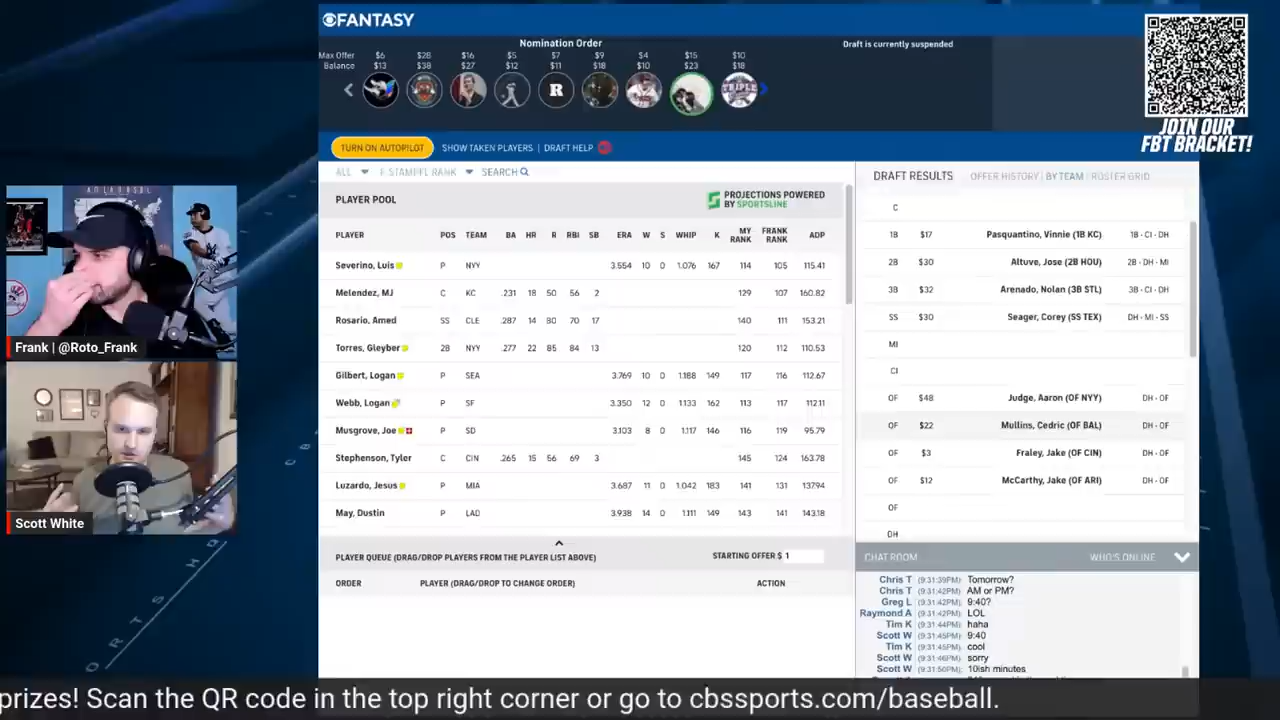 FANTASY
Nomination Order
Draft is currently suspended
Max Offer $6 $28 $16 $5 $7 $9 $4 $15 $10
Balance $13 $38 $27 $12 $11 $18 $10 $23 $18
R
TRIPLE
JOIN OUR
FBT BRACKET!
TURN ON AUTOPILOT SHOW TAKEN PLAYERS | DRAFT HELP
ALL F. STAMPFL RANK SEARCH
DRAFT RESULTS OFFER HISTORY | BY TEAM | ROSTER GRID
PLAYER POOL
PROJECTIONS POWERED
BY SPORTSLINE
PLAYER POS TEAM BA HR R RBI SB ERA W S WHIP K MY RANK FRANK RANK ADP
Severino, Luis P NYY 3.554 10 0 1.076 167 114 105 115.41
Melendez, MJ C KC .231 18 50 56 2 129 107 160.82
Rosario, Amed SS CLE .287 14 80 70 17 140 111 153.21
Torres, Gleyber 2B NYY .277 22 85 84 13 120 112 110.53
Gilbert, Logan P SEA 3.769 10 0 1.188 149 117 116 112.67
Webb, Logan P SF 3.350 12 0 1.133 162 113 117 112.11
Musgrove, Joe P SD 3.103 8 0 1.117 146 116 119 95.79
Stephenson, Tyler C CIN .265 15 56 69 3 145 124 163.78
Luzardo, Jesus P MIA 3.687 11 0 1.042 183 141 131 137.94
May, Dustin P LAD 3.938 14 0 1.111 149 143 141 143.18
PLAYER QUEUE (DRAG/DROP PLAYERS FROM THE PLAYER LIST ABOVE) STARTING OFFER $ 1
ORDER PLAYER (DRAG/DROP TO CHANGE ORDER) ACTION
C
1B $17 Pasquantino, Vinnie (1B KC) 1B - CI - DH
2B $30 Altuve, Jose (2B HOU) 2B - DH - MI
3B $32 Arenado, Nolan (3B STL) 3B - CI - DH
SS $30 Seager, Corey (SS TEX) DH - MI - SS
MI
CI
OF $48 Judge, Aaron (OF NYY) DH - OF
OF $22 Mullins, Cedric (OF BAL) DH - OF
OF $3 Fraley, Jake (OF CIN) DH - OF
OF $12 McCarthy, Jake (OF ARI) DH - OF
OF
DH
CHAT ROOM WHO'S ONLINE
Chris T (9:31:39PM): Tomorrow?
Chris T (9:31:42PM): AM or PM?
Greg L (9:31:42PM): 9:40?
Raymond A (9:31:42PM): LOL
Tim K (9:31:44PM): haha
Scott W (9:31:45PM): 9:40
Tim K (9:31:45PM): cool
Scott W (9:31:46PM): sorry
Scott W (9:31:50PM): 10ish minutes
Frank | @Roto_Frank
Scott White
prizes! Scan the QR code in the top right corner or go to cbssports.com/baseball.